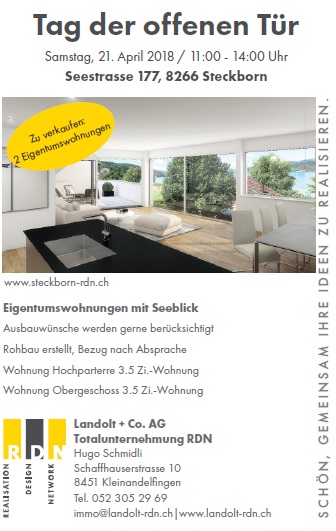 Tag der offenen Tür
Samstag, 21. April 2018 / 11:00 - 14:00 Uhr
Seestrasse 177, 8266 Steckborn
Zu verkaufen:
2 Eigentumswohnungen
www.steckborn-rdn.ch
Eigentumswohnungen mit Seeblick
Ausbauwünsche werden gerne berücksichtigt
Rohbau erstellt, Bezug nach Absprache
Wohnung Hochparterre 3.5 Zi.-Wohnung
Wohnung Obergeschoss 3.5 Zi.-Wohnung
RDN
REALISATION
DESIGN
NETWORK
Landolt + Co. AG
Totalunternehmung RDN
Hugo Schmidli
Schaffhauserstrasse 10
8451 Kleinandelfingen
Tel. 052 305 29 69
immo@landolt-rdn.ch|www.landolt-rdn.ch
SCHÖN, GEMEINSAM IHRE IDEEN ZU REALISIEREN.